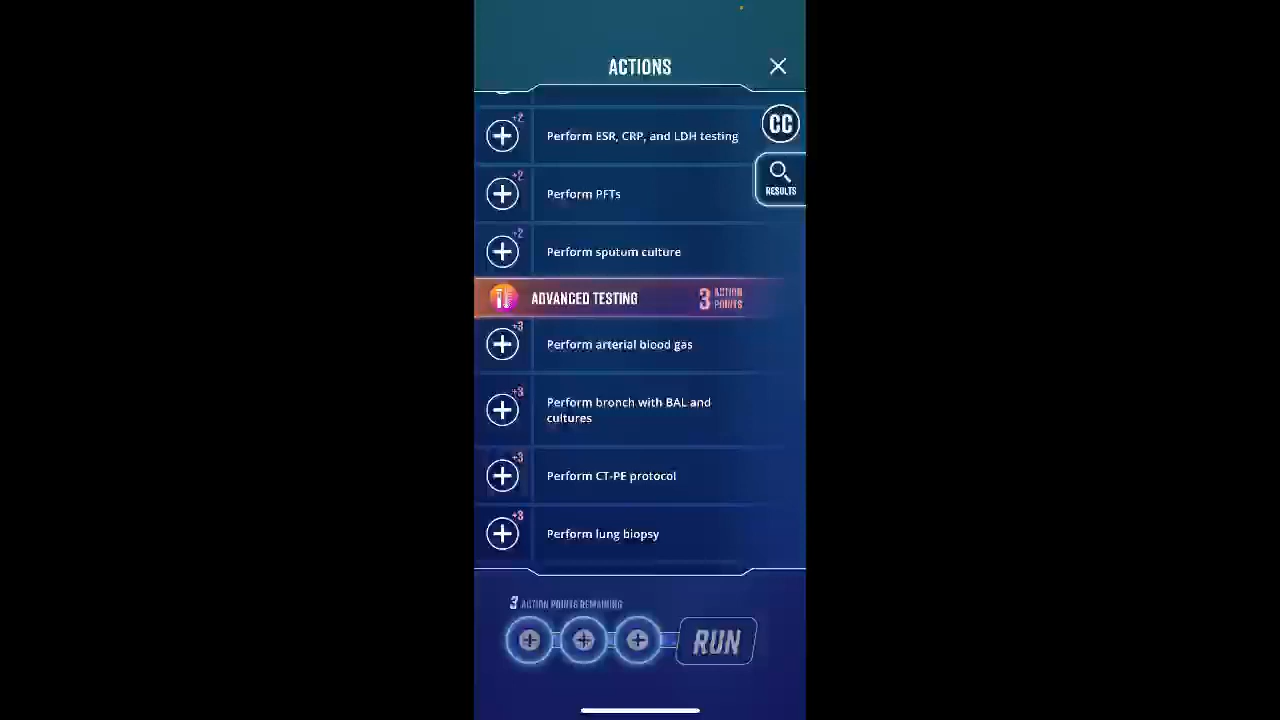 ACTIONS
CC
+2
Perform ESR, CRP, and LDH testing
RESULTS
+2
Perform PFTs
+2
Perform sputum culture
ADVANCED TESTING 3 ACTION POINTS
+3
Perform arterial blood gas
+3
Perform bronch with BAL and
cultures
+3
Perform CT-PE protocol
+3
Perform lung biopsy
3 ACTION POINTS REMAINING
RUN